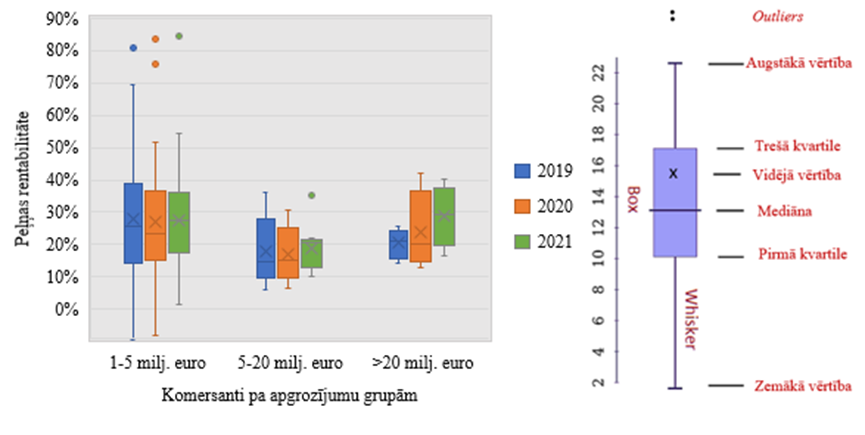 90%
80%
70%
60%
50%
40%
30%
20%
10%
0%
Peļņas rentabilitāte
1-5 milj. euro
5-20 milj. euro
>20 milj. euro
Komersanti pa apgrozījumu grupām
2019
2020
2021
22
20
18
16
14
12
10
8
6
4
2
Box
x
Whisker
Outliers
Augstākā vērtība
Trešā kvartile
Vidējā vērtība
Mediāna
Pirmā kvartile
Zemākā vērtība